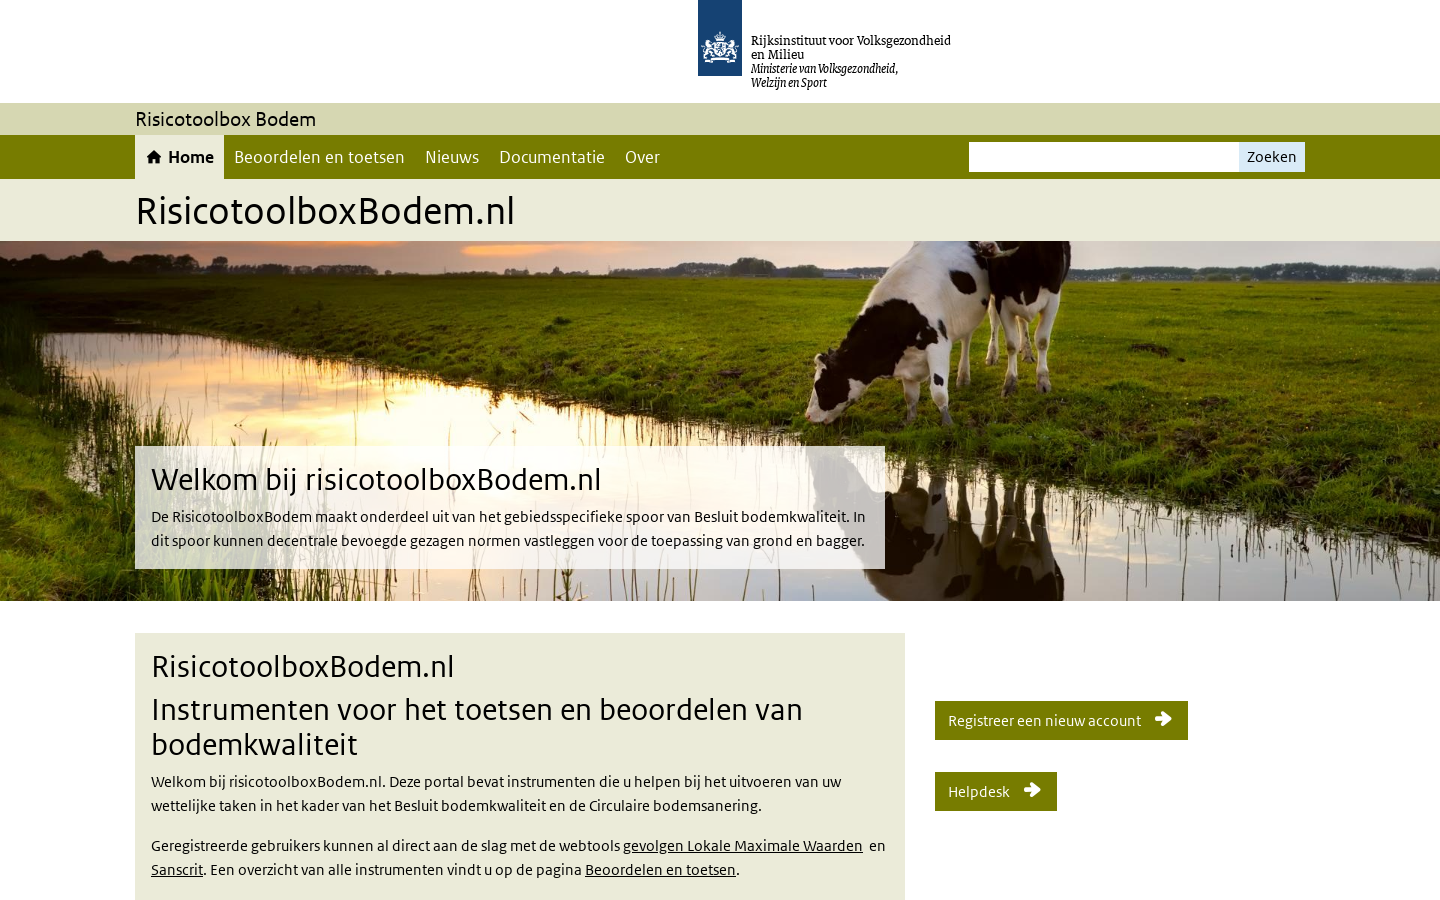 Rijksinstituut voor Volksgezondheid
en Milieu
Ministerie van Volksgezondheid,
Welzijn en Sport
Risicotoolbox Bodem
Home Beoordelen en toetsen Nieuws Documentatie Over Zoeken
RisicotoolboxBodem.nl
Welkom bij risicotoolboxBodem.nl
De RisicotoolboxBodem maakt onderdeel uit van het gebiedsspecifieke spoor van Besluit bodemkwaliteit. In
dit spoor kunnen decentrale bevoegde gezagen normen vastleggen voor de toepassing van grond en bagger.
RisicotoolboxBodem.nl
Instrumenten voor het toetsen en beoordelen van
bodemkwaliteit
Welkom bij risicotoolboxBodem.nl. Deze portal bevat instrumenten die u helpen bij het uitvoeren van uw
wettelijke taken in het kader van het Besluit bodemkwaliteit en de Circulaire bodemsanering.
Geregistreerde gebruikers kunnen al direct aan de slag met de webtools gevolgen Lokale Maximale Waarden en
Sanscrit. Een overzicht van alle instrumenten vindt u op de pagina Beoordelen en toetsen.
Registreer een nieuw account
Helpdesk